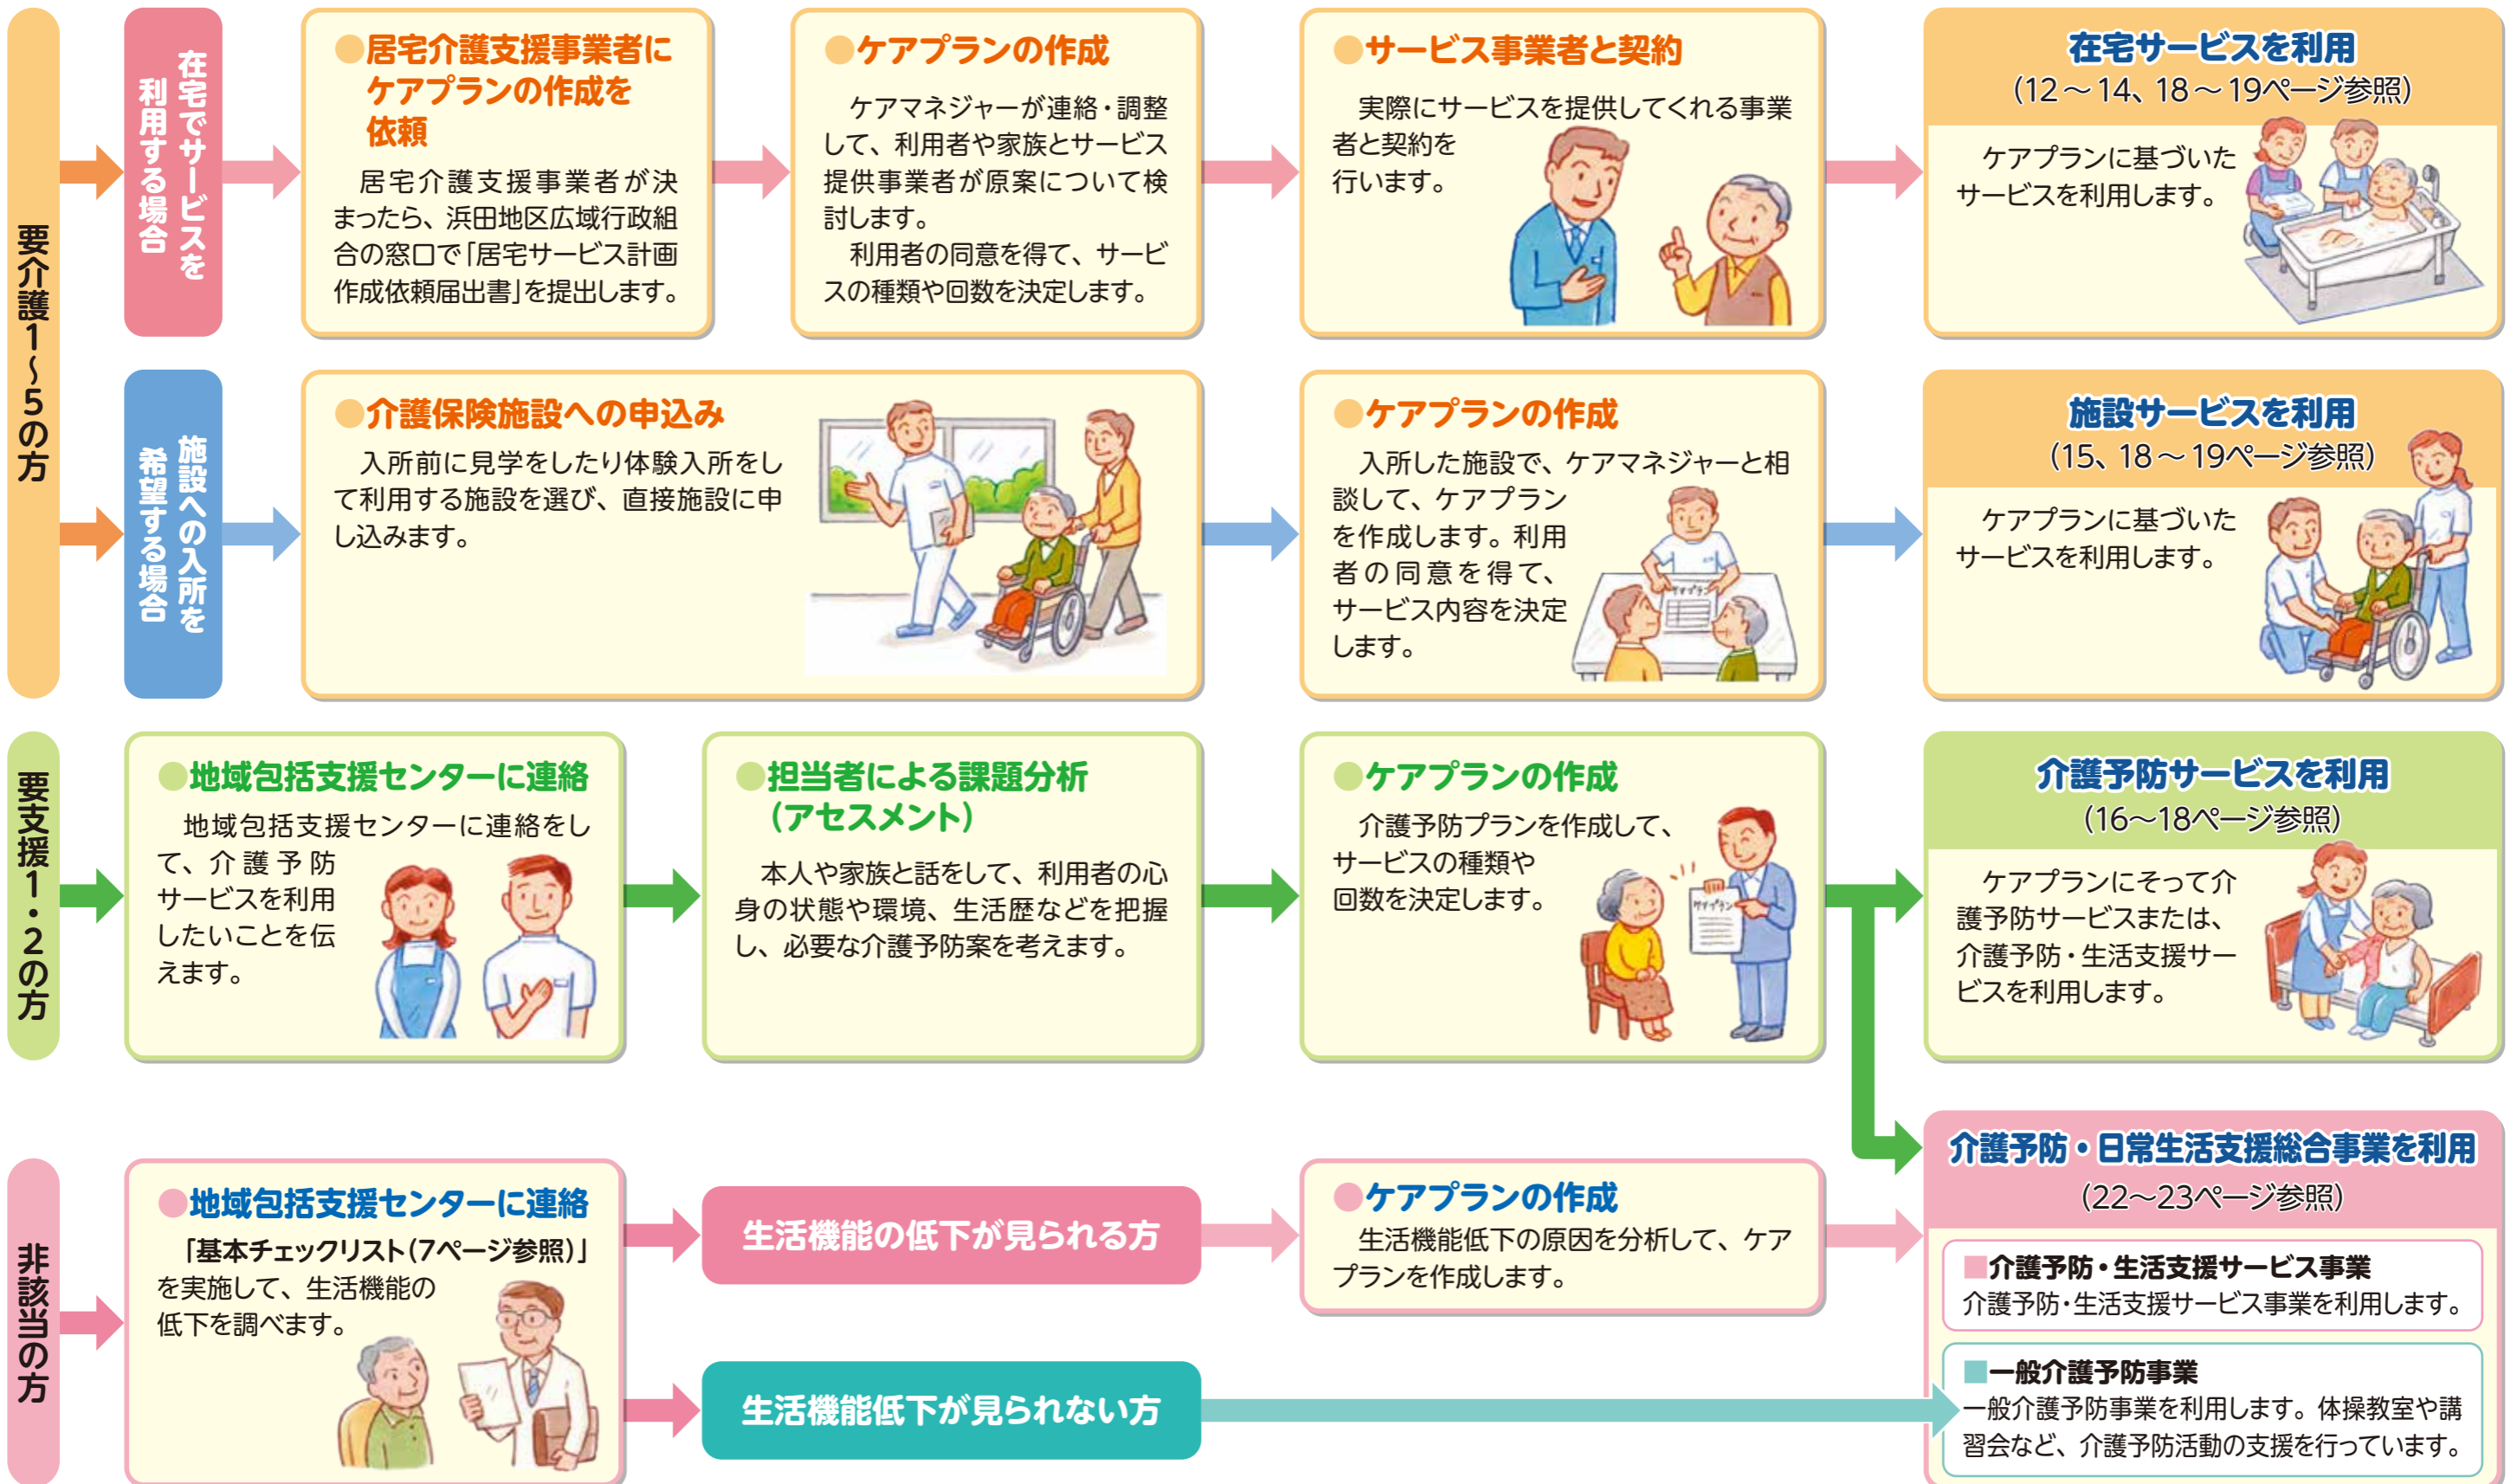 要介護1~5の方
在宅でサービスを
利用する場合
●居宅介護支援事業者に
ケアプランの作成を
依頼
居宅介護支援事業者が決
まったら、浜田地区広域行政組
合の窓口で「居宅サービス計画
作成依頼届出書」を提出します。
●ケアプランの作成
ケアマネジャーが連絡・調整
して、利用者や家族とサービス
提供事業者が原案について検
討します。
利用者の同意を得て、サービ
スの種類や回数を決定します。
●サービス事業者と契約
実際にサービスを提供してくれる事業
者と契約を
行います。
在宅サービスを利用
(12~14、18~19ページ参照)
ケアプランに基づいた
サービスを利用します。
施設への入所を
希望する場合
●介護保険施設への申込み
入所前に見学をしたり体験入所をし
て利用する施設を選び、直接施設に申
し込みます。
●ケアプランの作成
入所した施設で、ケアマネジャーと相
談して、ケアプラン
を作成します。利用
者の同意を得て、
サービス内容を決定
します。
ケアプラン
施設サービスを利用
(15、18~19ページ参照)
ケアプランに基づいた
サービスを利用します。
要支援1・2の方
●地域包括支援センターに連絡
地域包括支援センターに連絡をし
て、介護予防
サービスを利用
したいことを伝
えます。
●担当者による課題分析
(アセスメント)
本人や家族と話をして、利用者の心
身の状態や環境、生活歴などを把握
し、必要な介護予防案を考えます。
●ケアプランの作成
介護予防プランを作成して、
サービスの種類や
回数を決定します。
ケアプラン
介護予防サービスを利用
(16~18ページ参照)
ケアプランにそって介
護予防サービスまたは、
介護予防・生活支援サー
ビスを利用します。
非該当の方
●地域包括支援センターに連絡
「基本チェックリスト(7ページ参照)」
を実施して、生活機能の
低下を調べます。
生活機能の低下が見られる方
●ケアプランの作成
生活機能低下の原因を分析して、ケア
プランを作成します。
生活機能低下が見られない方
介護予防・日常生活支援総合事業を利用
(22~23ページ参照)
■介護予防・生活支援サービス事業
介護予防・生活支援サービス事業を利用します。
■一般介護予防事業
一般介護予防事業を利用します。体操教室や講
習会など、介護予防活動の支援を行っています。